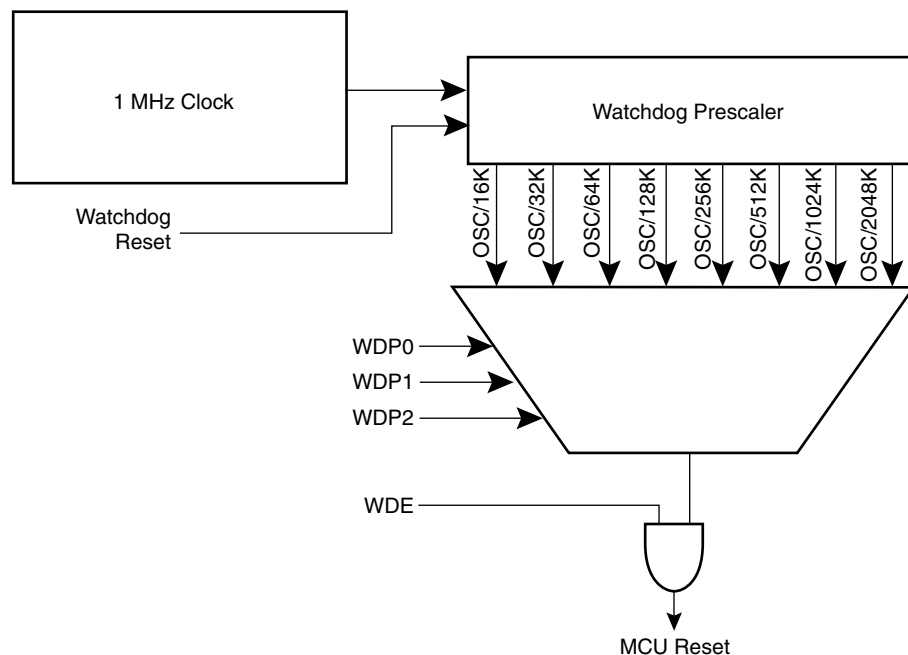 1 MHz Clock
Watchdog Prescaler
Watchdog
Reset
OSC/16K
OSC/32K
OSC/64K
OSC/128K
OSC/256K
OSC/512K
OSC/1024K
OSC/2048K
WDP0
WDP1
WDP2
WDE
MCU Reset